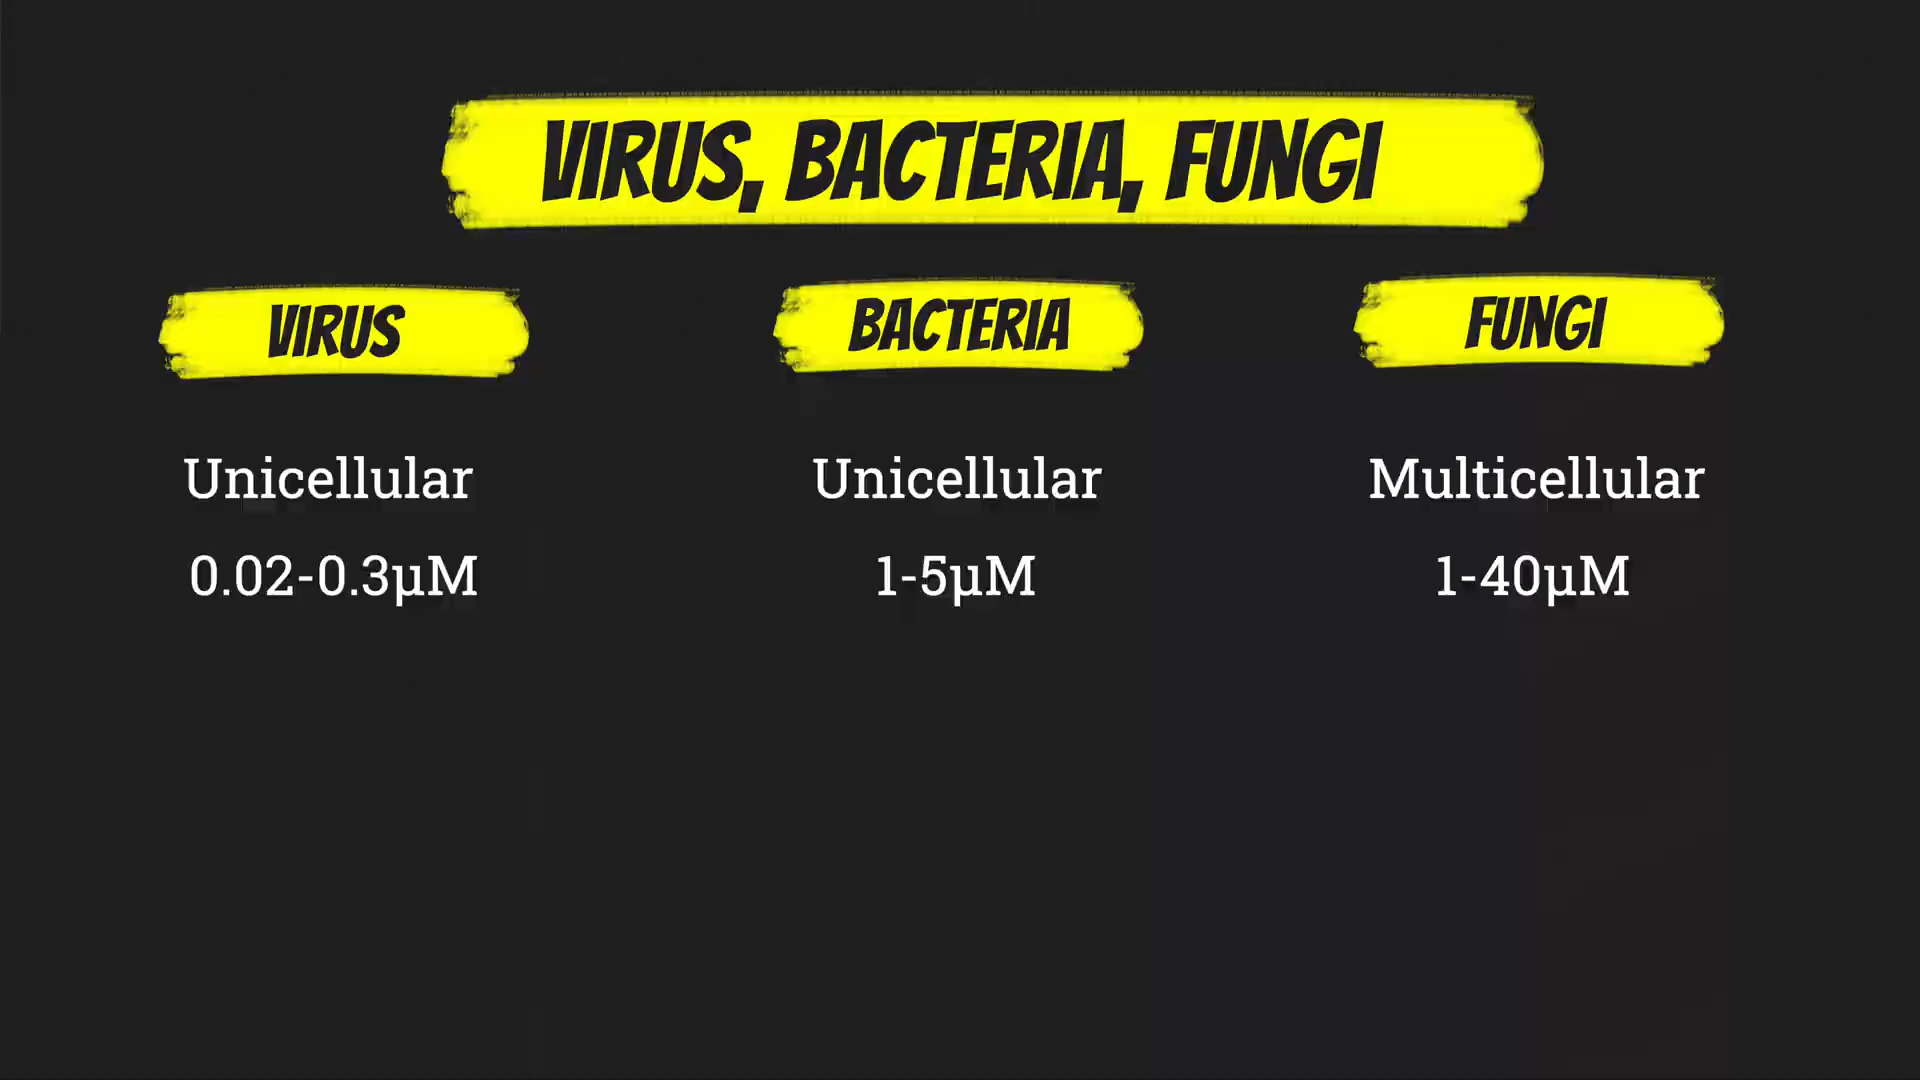 VIRUS, BACTERIA, FUNGI
VIRUS
BACTERIA
FUNGI
Unicellular
Unicellular
Multicellular
0.02-0.3µM
1-5µM
1-40µM